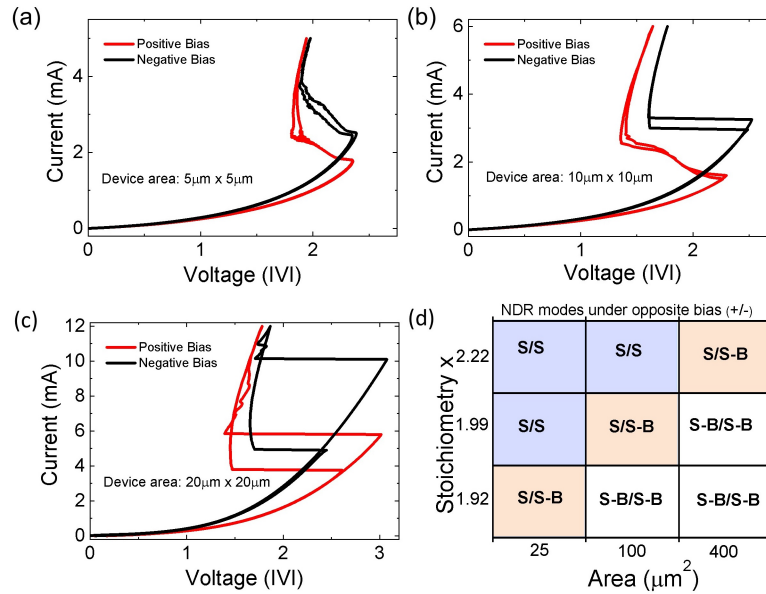 (a)
Positive Bias
Negative Bias
Device area: 5μm x 5μm
Current (mA)
4
2
0
0
1
2
Voltage (IVI)
(b)
Positive Bias
Negative Bias
Device area: 10μm x 10μm
Current (mA)
6
4
2
0
0
1
2
Voltage (IVI)
(c)
Positive Bias
Negative Bias
Device area: 20μm x 20μm
Current (mA)
12
10
8
6
4
2
0
0
1
2
3
Voltage (IVI)
(d)
NDR modes under opposite bias (+/-)
Stoichiometry x
2.22
S/S
S/S
S/S-B
1.99
S/S
S/S-B
S-B/S-B
1.92
S/S-B
S-B/S-B
S-B/S-B
25
100
400
Area (μm²)